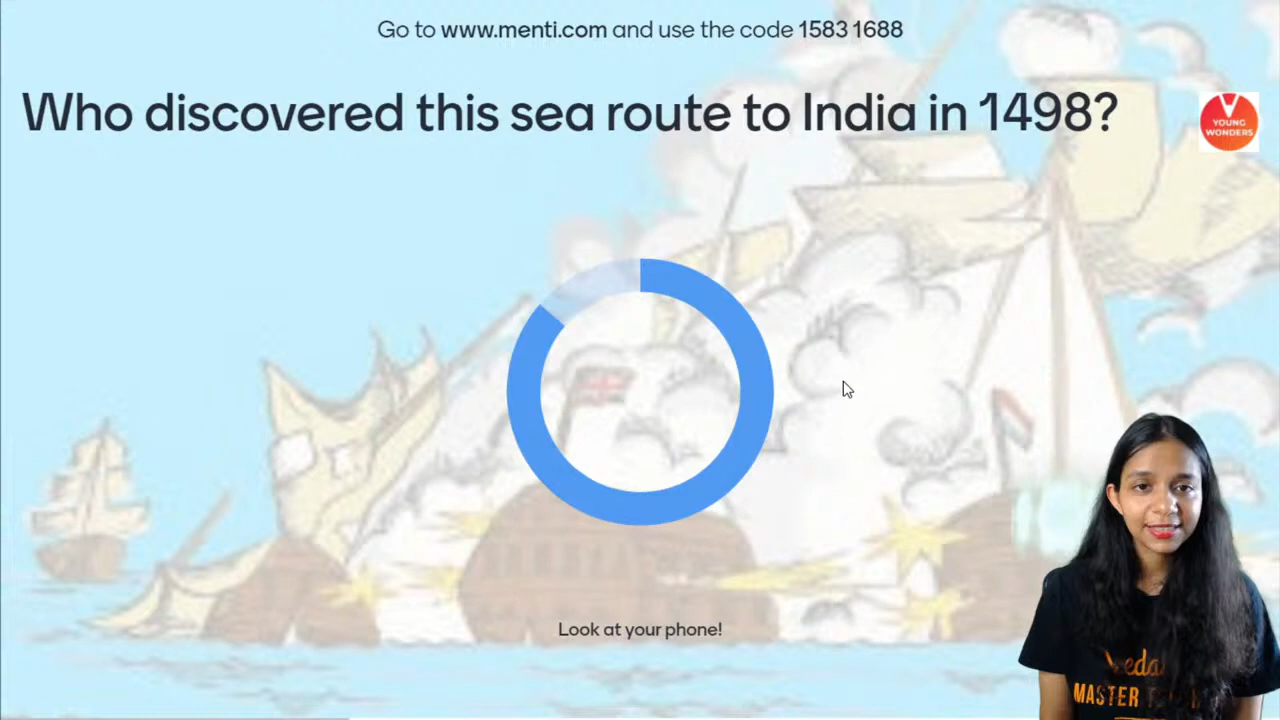 Go to www.menti.com and use the code 1583 1688
Who discovered this sea route to India in 1498?
YOUNG
WONDERS
Look at your phone!
MASTER